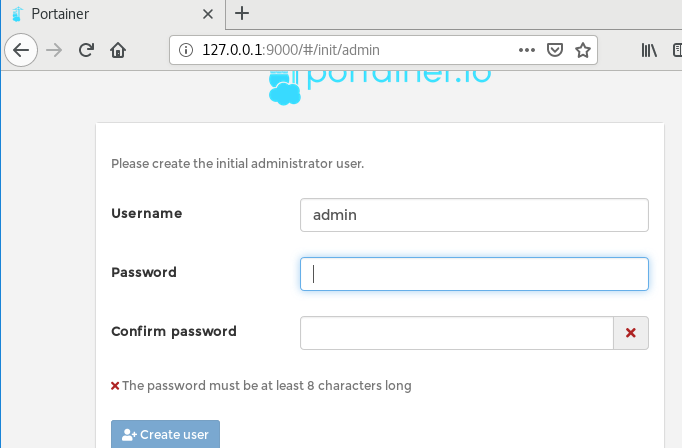 Portainer
127.0.0.1:9000/#/init/admin
portainer.io
Please create the initial administrator user.
Username
admin
Password
Confirm password
The password must be at least 8 characters long
Create user